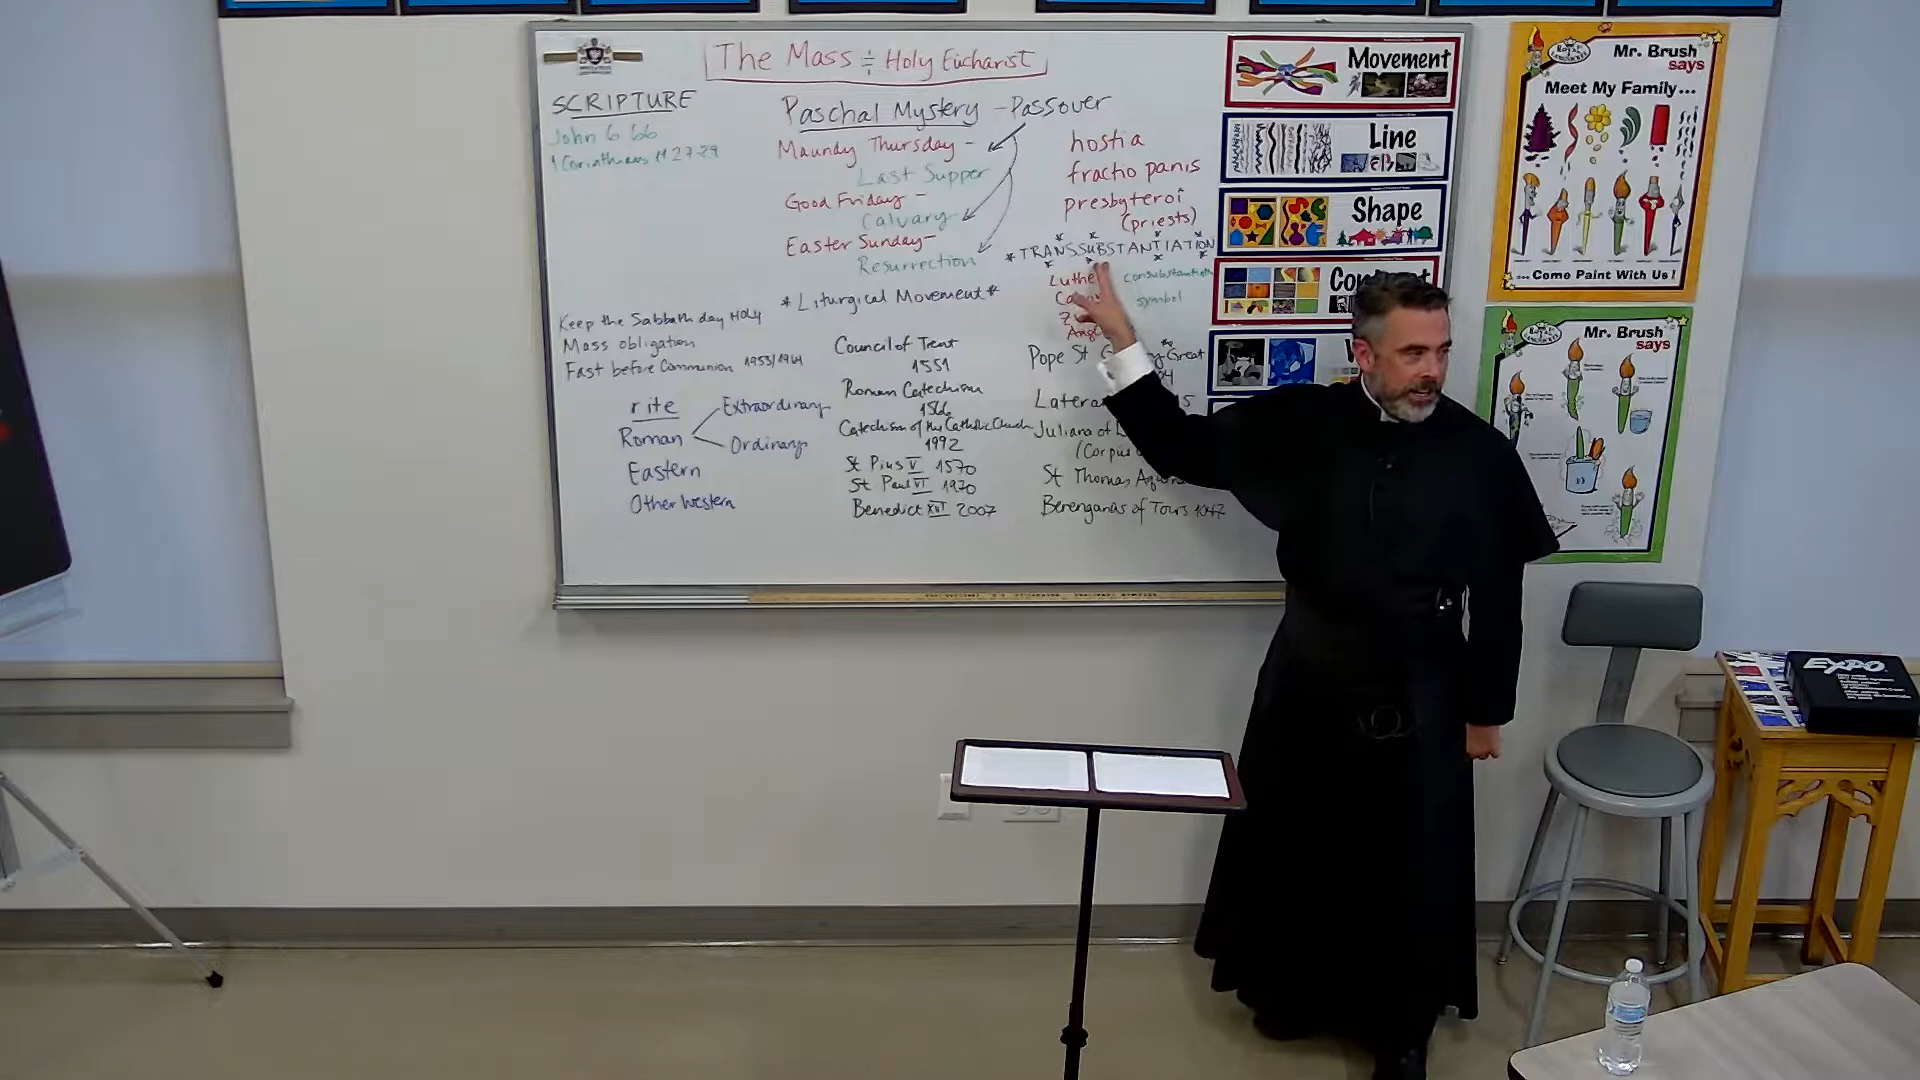 The Mass ÷ Holy Eucharist
SCRIPTURE
John 6 66
1 Corinthians 11 27-29
Keep the Sabbath day HOLY
Mass obligation
Fast before Communion 1953/1964
rite
Roman
Extraordinary
Ordinary
Eastern
Other Western
Paschal Mystery - Passover
Maundy Thursday -
Last Supper
Good Friday -
Calvary
Easter Sunday-
Resurrection
*Liturgical Movement*
Council of Trent
1551
Roman Catechism
1566
Catechism of the Catholic Church
1992
St Pius V 1570
St Paul VI 1970
Benedict XVI 2007
hostia
fractio panis
presbyteroi
(priests)
*TRANSSUBSTANTIATION
consubstantiation
symbol
Pope St
Great
Juliana of
(Corpus
St Thomas
Berengarius of Tours 1047
Movement
Line
Shape
Mr. Brush
says
Meet My Family...
...Come Paint With Us!
Mr. Brush
says
EXPO